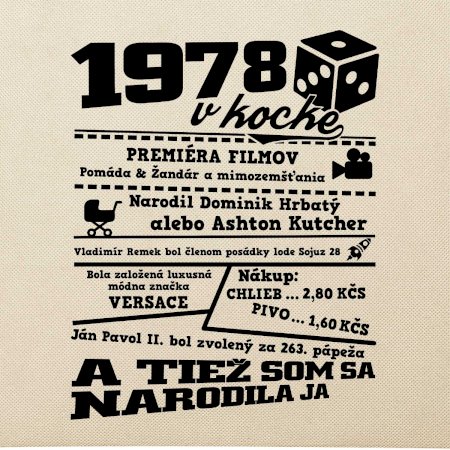 1978
v kocke
PREMIÉRA FILMOV
Pomáda & Žandár a mimozemšťania
Narodil Dominik Hrbatý
alebo Ashton Kutcher
Vladimír Remek bol členom posádky lode Sojuz 28
Bola založená luxusná
módna značka
VERSACE
Nákup:
CHLIEB ... 2,80 KČS
PIVO ... 1,60 KČS
Ján Pavol II. bol zvolený za 263. pápeža
A TIEŽ SOM SA
NARODILA JA